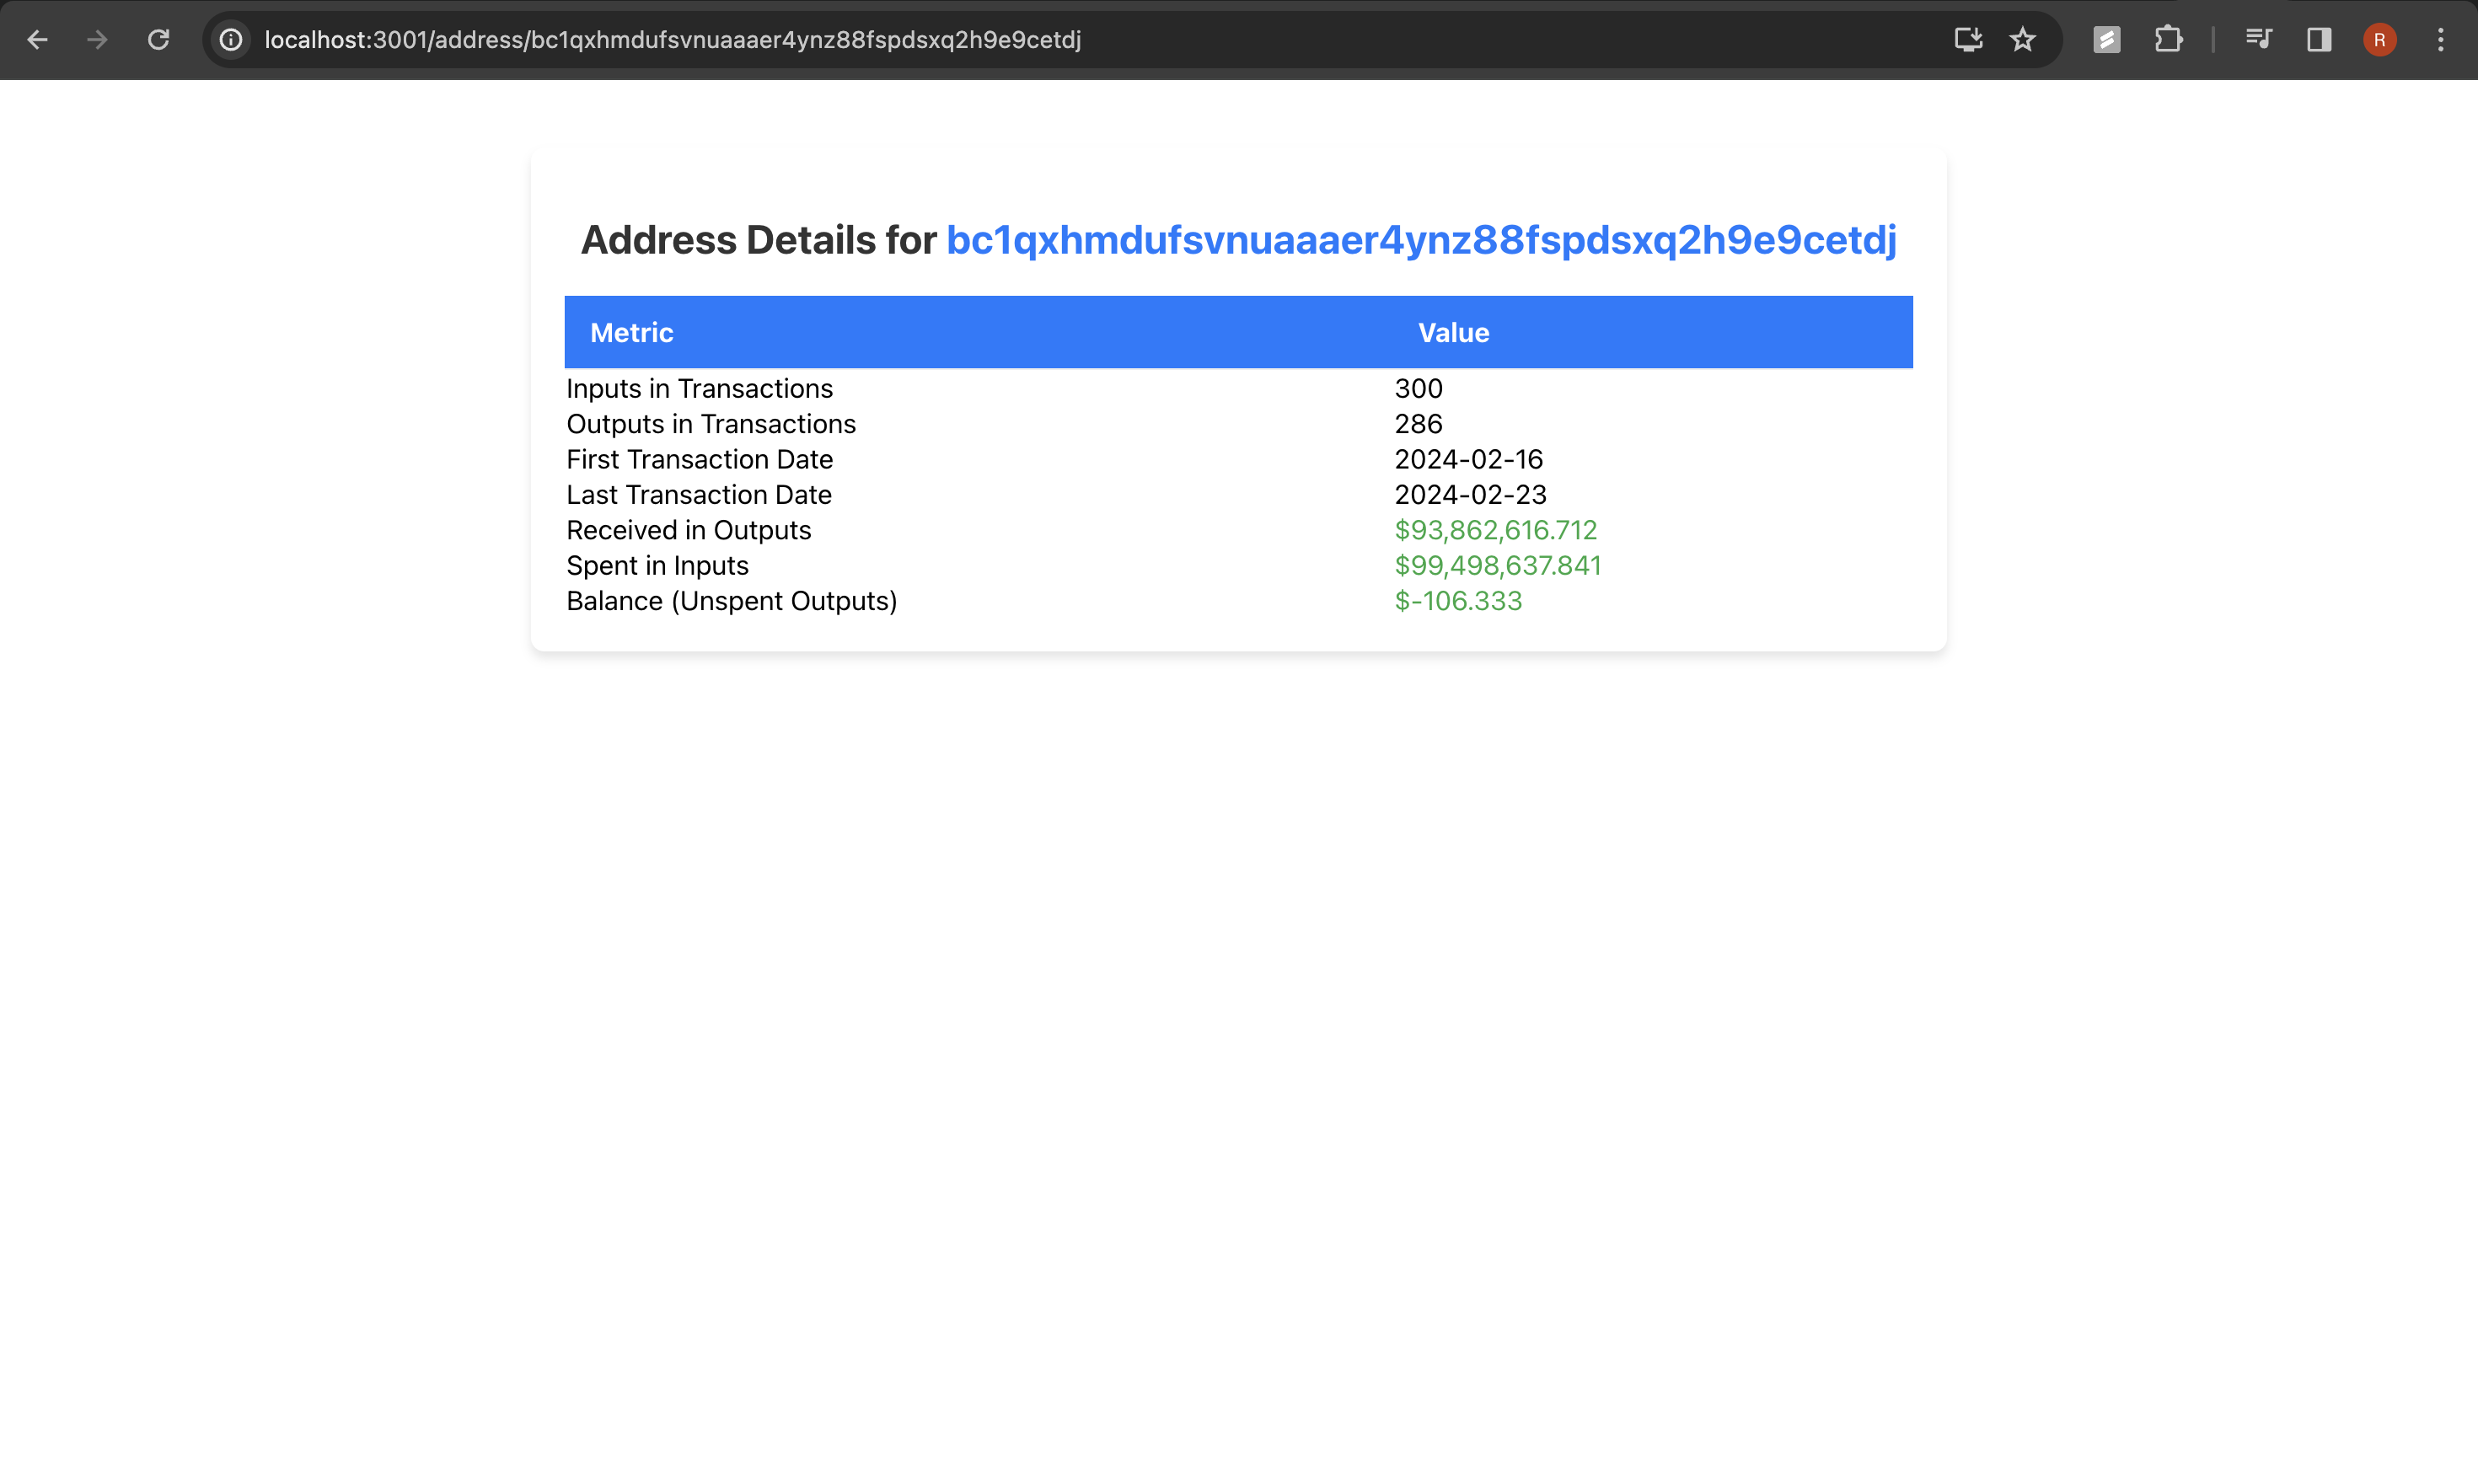 localhost:3001/address/bc1qxhmdufsvnuaaaer4ynz88fspdsxq2h9e9cetdj
R
Address Details for bc1qxhmdufsvnuaaaer4ynz88fspdsxq2h9e9cetdj
Metric Value
Inputs in Transactions 300
Outputs in Transactions 286
First Transaction Date 2024-02-16
Last Transaction Date 2024-02-23
Received in Outputs $93,862,616.712
Spent in Inputs $99,498,637.841
Balance (Unspent Outputs) $-106.333